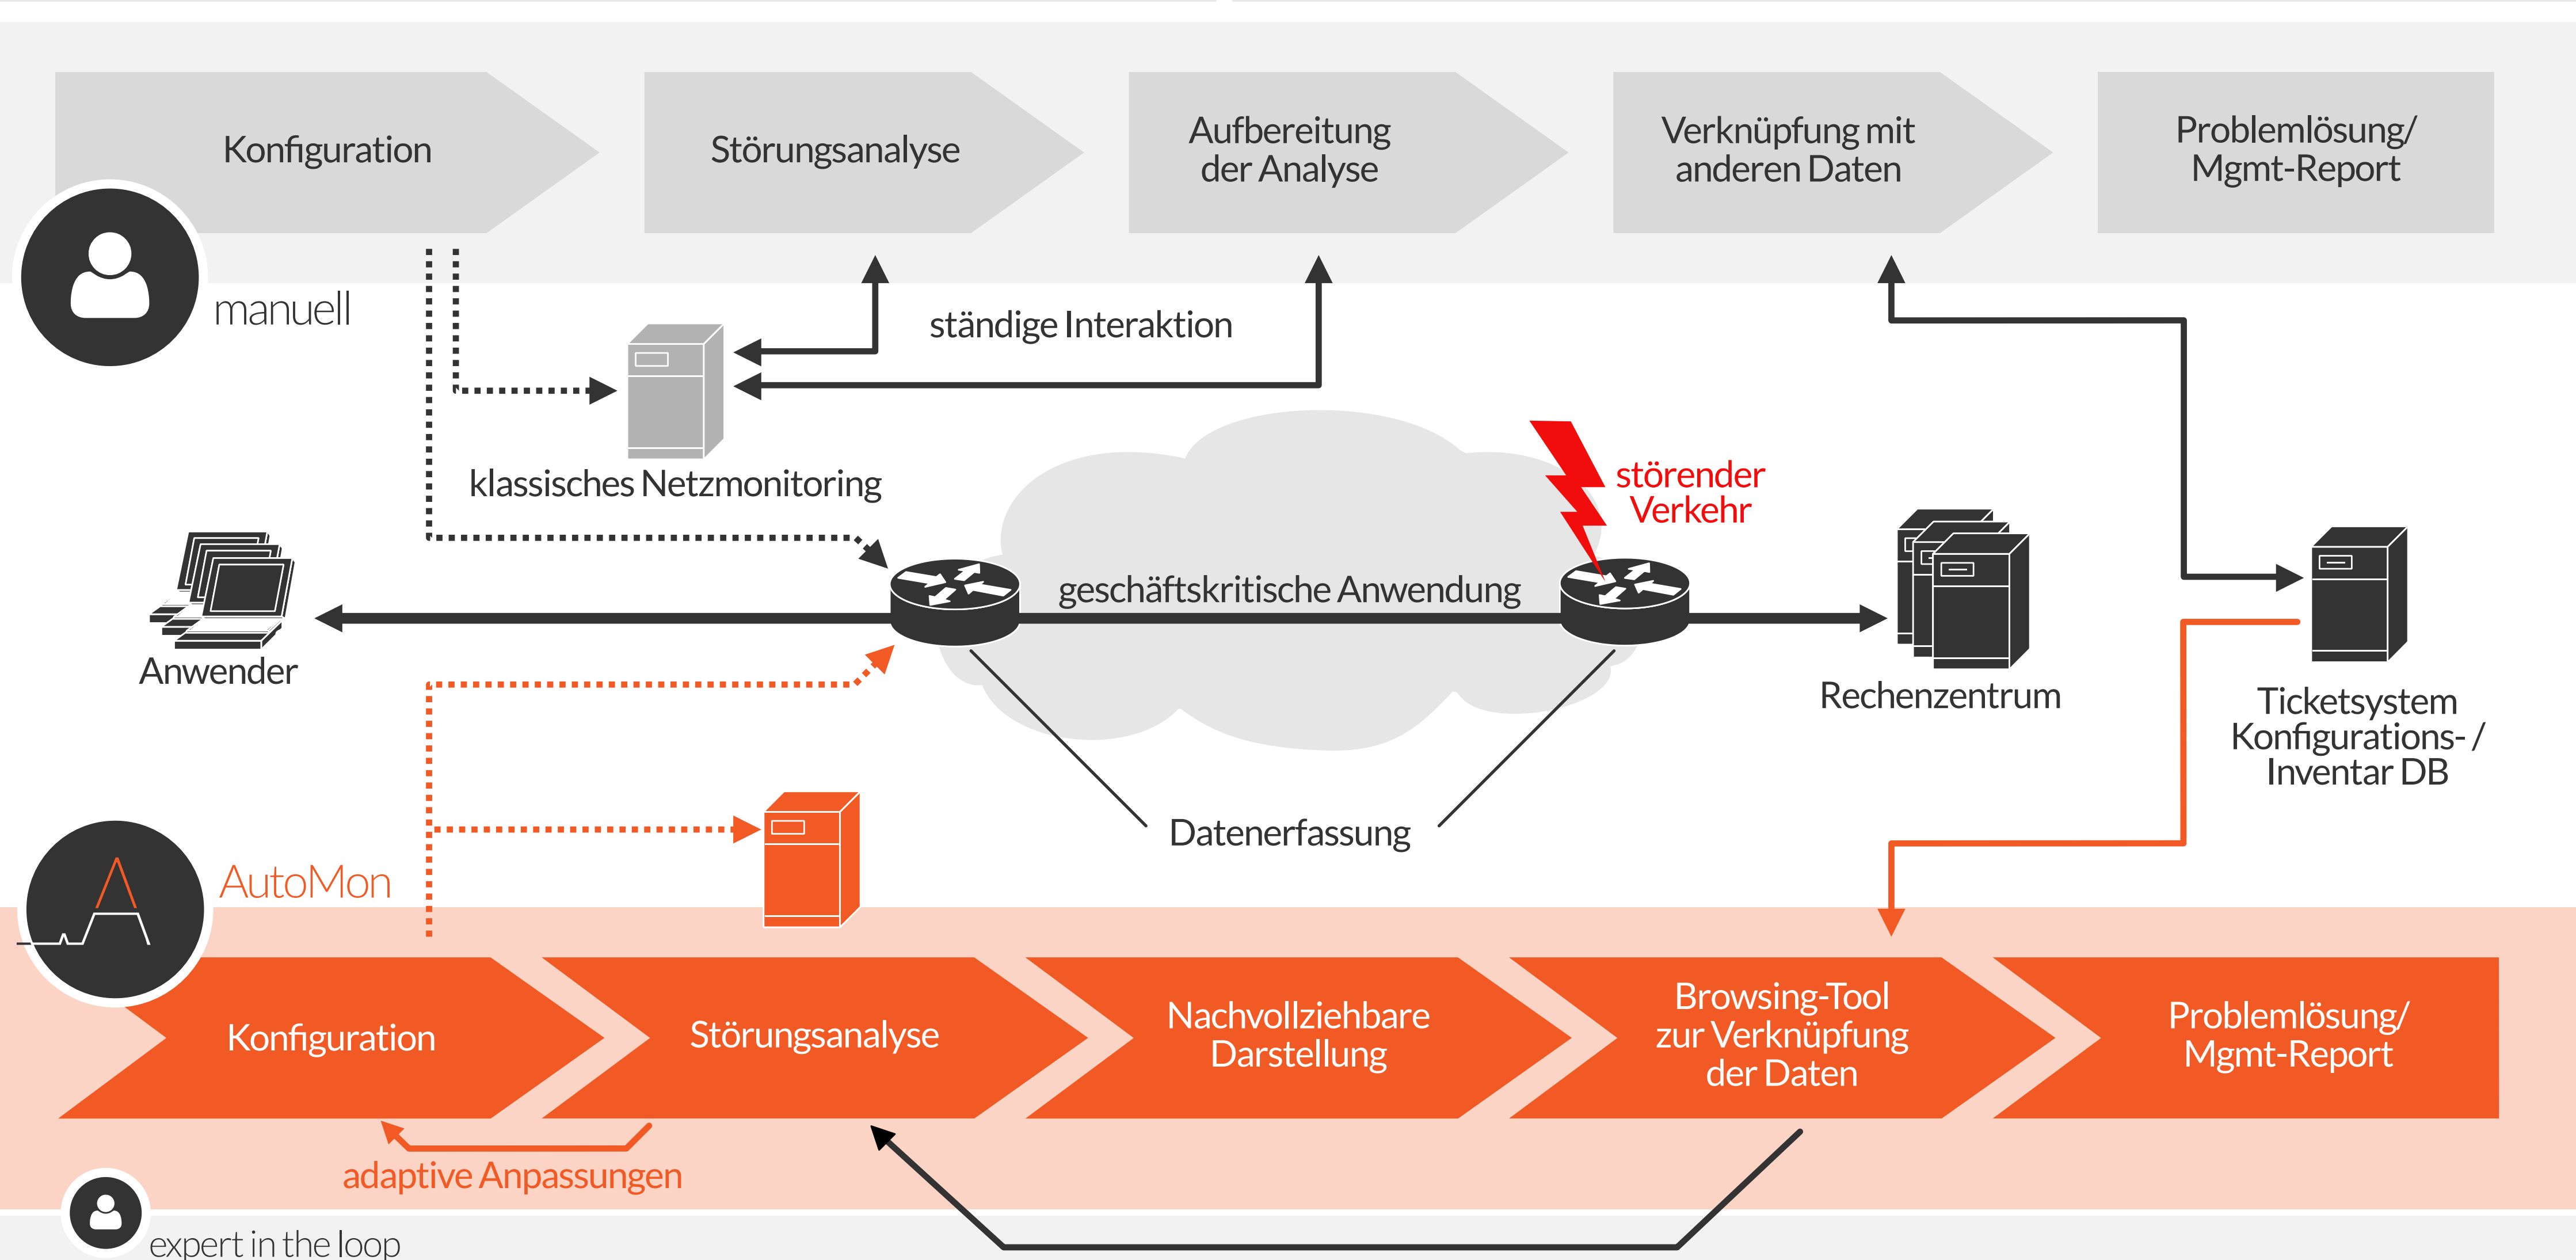 Konfiguration
Störungsanalyse
Aufbereitung
der Analyse
Verknüpfung mit
anderen Daten
Problemlösung/
Mgmt-Report
manuell
ständige Interaktion
klassisches Netzmonitoring
störender
Verkehr
geschäftskritische Anwendung
Anwender
Rechenzentrum
Ticketsystem
Konfigurations- /
Inventar DB
Datenerfassung
AutoMon
Konfiguration
Störungsanalyse
Nachvollziehbare
Darstellung
Browsing-Tool
zur Verknüpfung
der Daten
Problemlösung/
Mgmt-Report
adaptive Anpassungen
expert in the loop